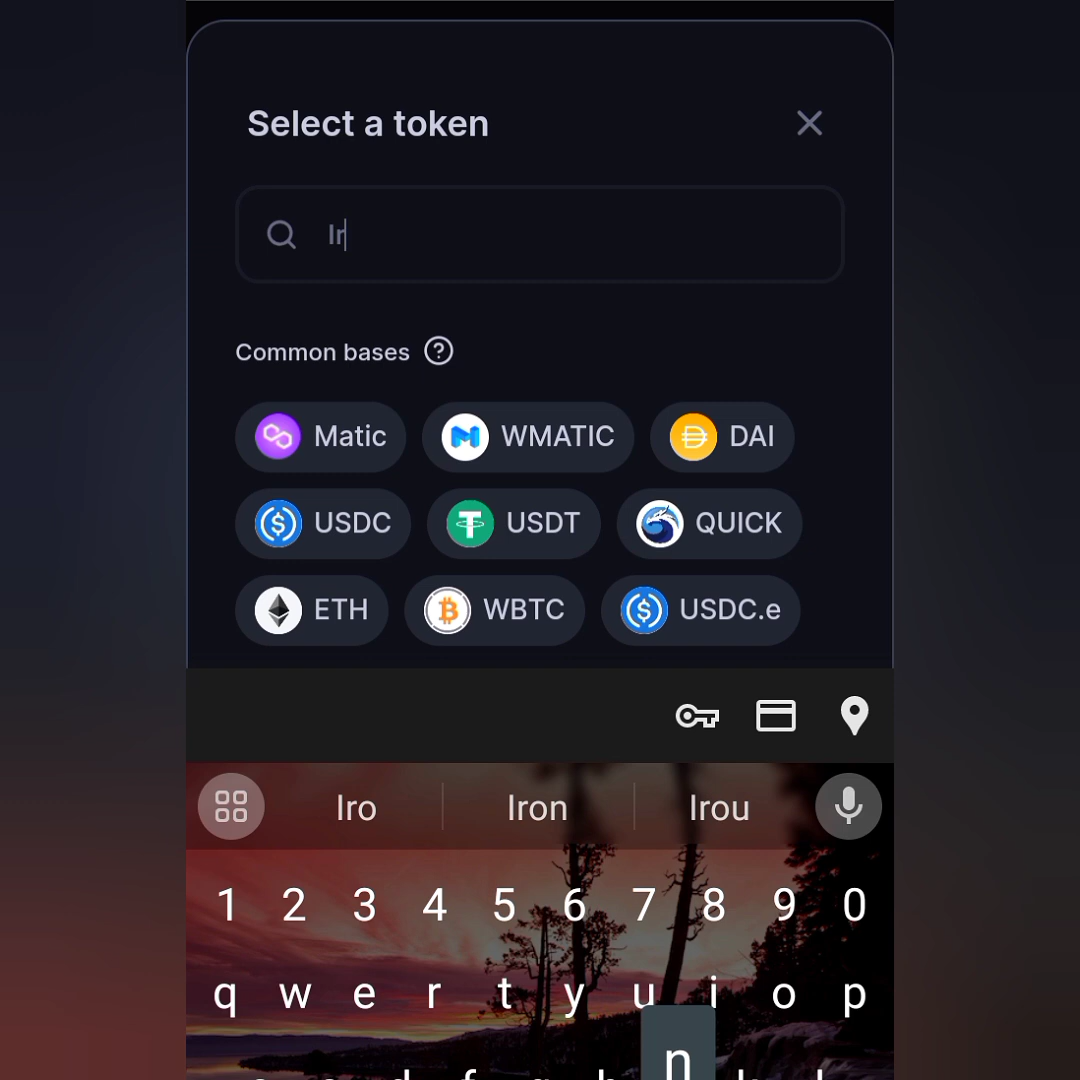 Select a token
Ir
Common bases ?
Matic WMATIC DAI
USDC USDT QUICK
ETH WBTC USDC.e
Iro Iron Irou
1 2 3 4 5 6 7 8 9 0
q w e r t y u i o p
n